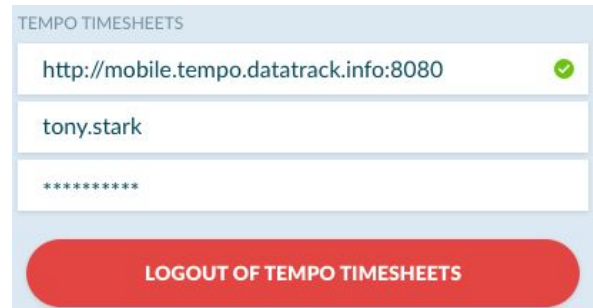 TEMPO TIMESHEETS
http://mobile.tempo.datatrack.info:8080
tony.stark
**********
LOGOUT OF TEMPO TIMESHEETS